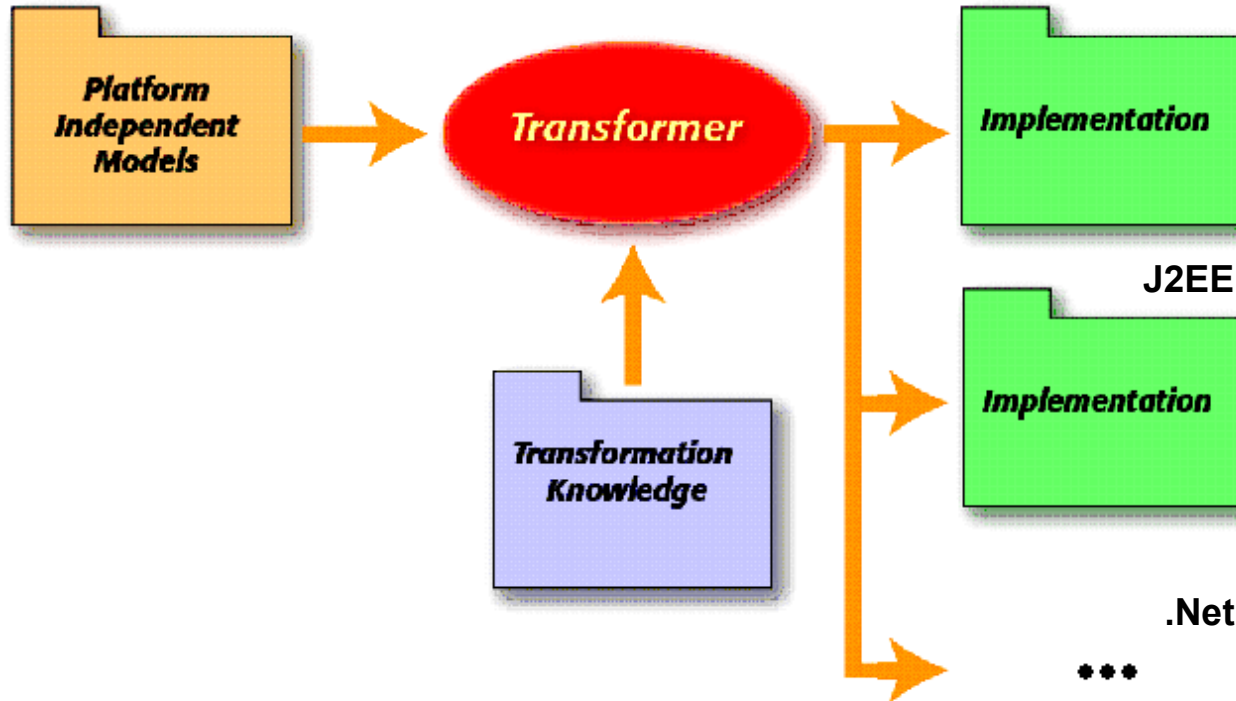 Platform
Independent
Models
Transformer
Implementation
J2EE
Transformation
Knowledge
Implementation
.Net
•••